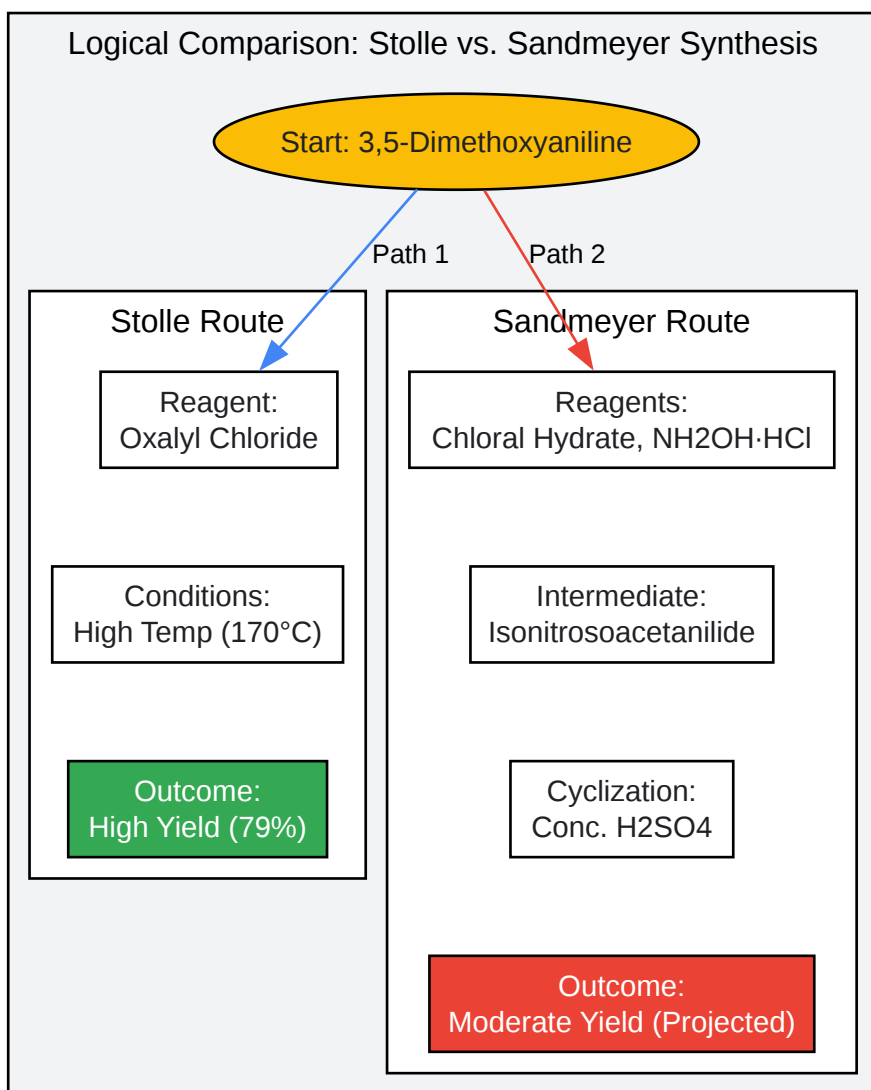 Logical Comparison: Stolle vs. Sandmeyer Synthesis
Start: 3,5-Dimethoxyaniline
Path 1
Path 2
Stolle Route
Reagent:
Oxalyl Chloride
Conditions:
High Temp (170°C)
Outcome:
High Yield (79%)
Sandmeyer Route
Reagents:
Chloral Hydrate, NH2OH·HCl
Intermediate:
Isonitrosoacetanilide
Cyclization:
Conc. H2SO4
Outcome:
Moderate Yield (Projected)